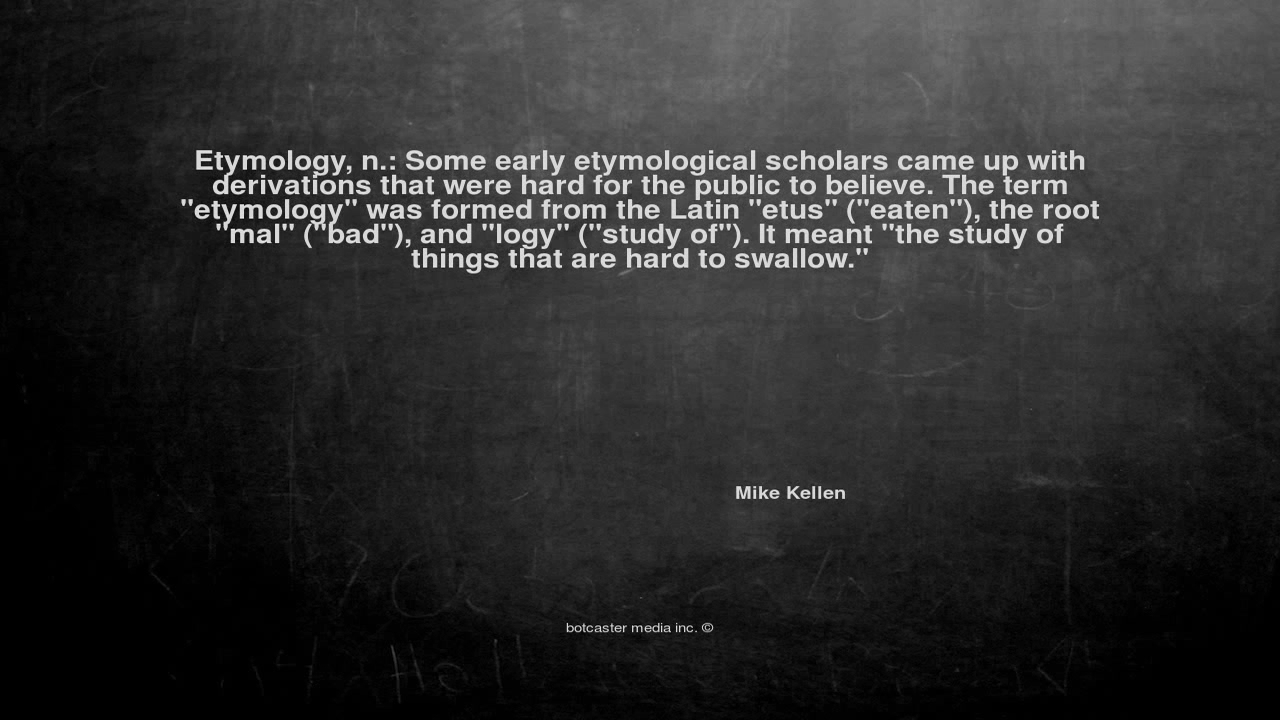 Etymology, n.: Some early etymological scholars came up with
derivations that were hard for the public to believe. The term
"etymology" was formed from the Latin "etus" ("eaten"), the root
"mal" ("bad"), and "logy" ("study of"). It meant "the study of
things that are hard to swallow."
Mike Kellen
botcaster media inc. ©